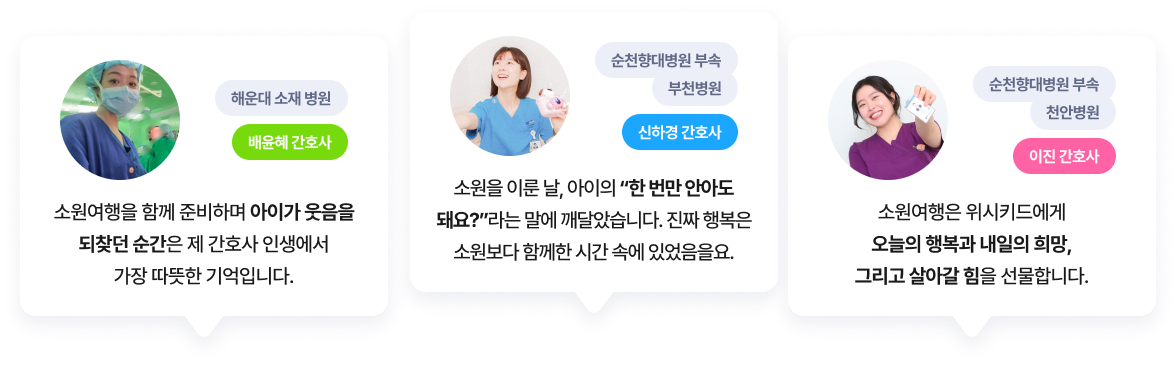 해운대 소재 병원
배윤혜 간호사
소원여행을 함께 준비하며 아이가 웃음을
되찾던 순간은 제 간호사 인생에서
가장 따뜻한 기억입니다.
순천향대병원 부속
부천병원
신하경 간호사
소원을 이룬 날, 아이의 “한 번만 안아도
돼요?”라는 말에 깨달았습니다. 진짜 행복은
소원보다 함께한 시간 속에 있었음을요.
순천향대병원 부속
천안병원
이진 간호사
소원여행은 위시키드에게
오늘의 행복과 내일의 희망,
그리고 살아갈 힘을 선물합니다.